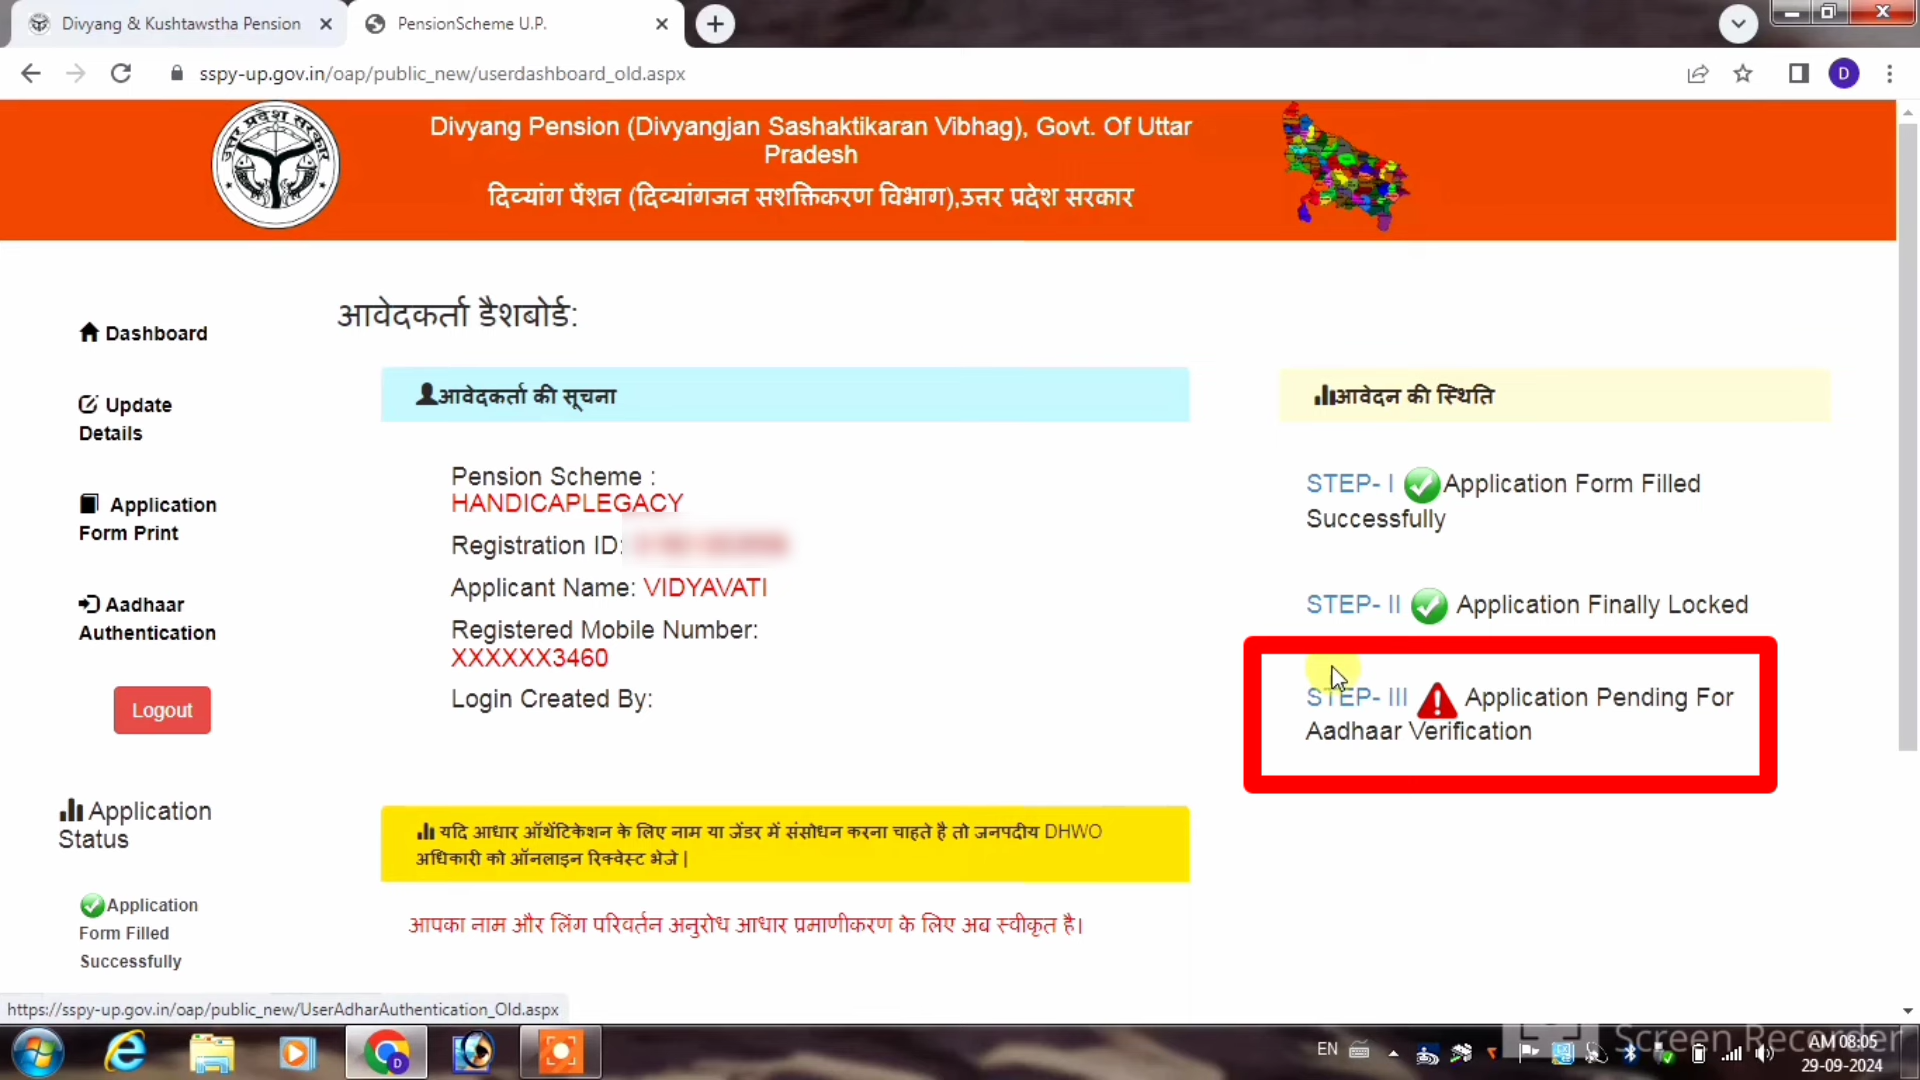 Divyang & Kushtawstha Pension
PensionScheme U.P.
sspy-up.gov.in/oap/public_new/userdashboard_old.aspx
D
उत्तर प्रदेश सरकार
Divyang Pension (Divyangjan Sashaktikaran Vibhag), Govt. Of Uttar
Pradesh
दिव्यांग पेंशन (दिव्यांगजन सशक्तिकरण विभाग),उत्तर प्रदेश सरकार
Dashboard
Update
Details
Application
Form Print
Aadhaar
Authentication
Logout
Application
Status
Application
Form Filled
Successfully
आवेदकर्ता डैशबोर्ड:
आवेदकर्ता की सूचना
Pension Scheme :
HANDICAPLEGACY
Registration ID:
Applicant Name: VIDYAVATI
Registered Mobile Number:
XXXXXX3460
Login Created By:
यदि आधार ऑथेंटिकेशन के लिए नाम या जेंडर में संसोधन करना चाहते है तो जनपदीय DHWO
अधिकारी को ऑनलाइन रिक्वेस्ट भेजे |
आपका नाम और लिंग परिवर्तन अनुरोध आधार प्रमाणीकरण के लिए अब स्वीकृत है।
आवेदन की स्थिति
STEP- I Application Form Filled
Successfully
STEP- II Application Finally Locked
STEP- III Application Pending For
Aadhaar Verification
https://sspy-up.gov.in/oap/public_new/UserAdharAuthentication_Old.aspx
EN
Screen Recorder
AM 08:05
29-09-2024